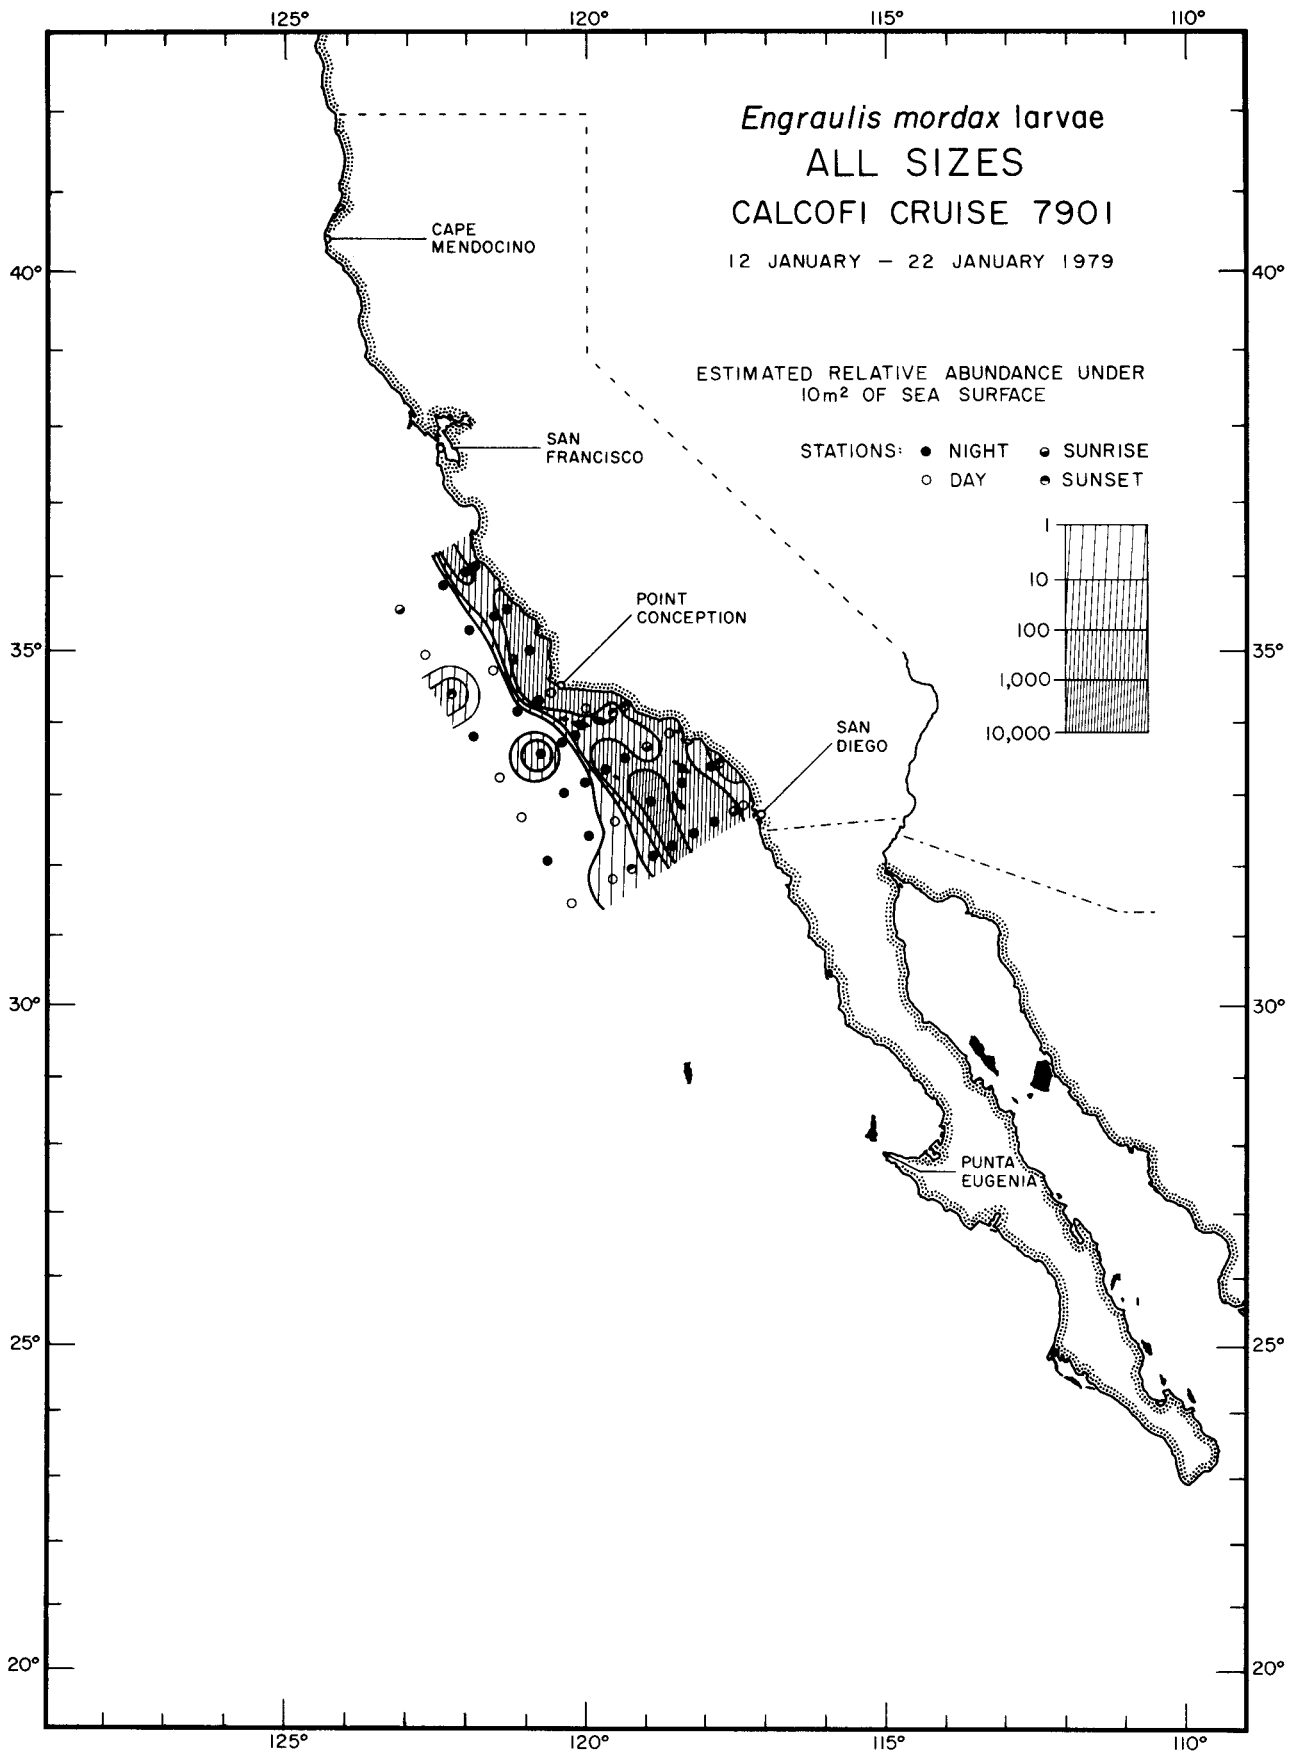 125° 120° 115° 110°
Engraulis mordax larvae
ALL SIZES
CALCOFI CRUISE 7901
12 JANUARY – 22 JANUARY 1979
CAPE
MENDOCINO
40° 40°
ESTIMATED RELATIVE ABUNDANCE UNDER
10m² OF SEA SURFACE
SAN
FRANCISCO
STATIONS: NIGHT SUNRISE
DAY SUNSET
1
10
100
1,000
10,000
POINT
CONCEPTION
35° 35°
SAN
DIEGO
30° 30°
PUNTA
EUGENIA
25° 25°
20° 20°
125° 120° 115° 110°